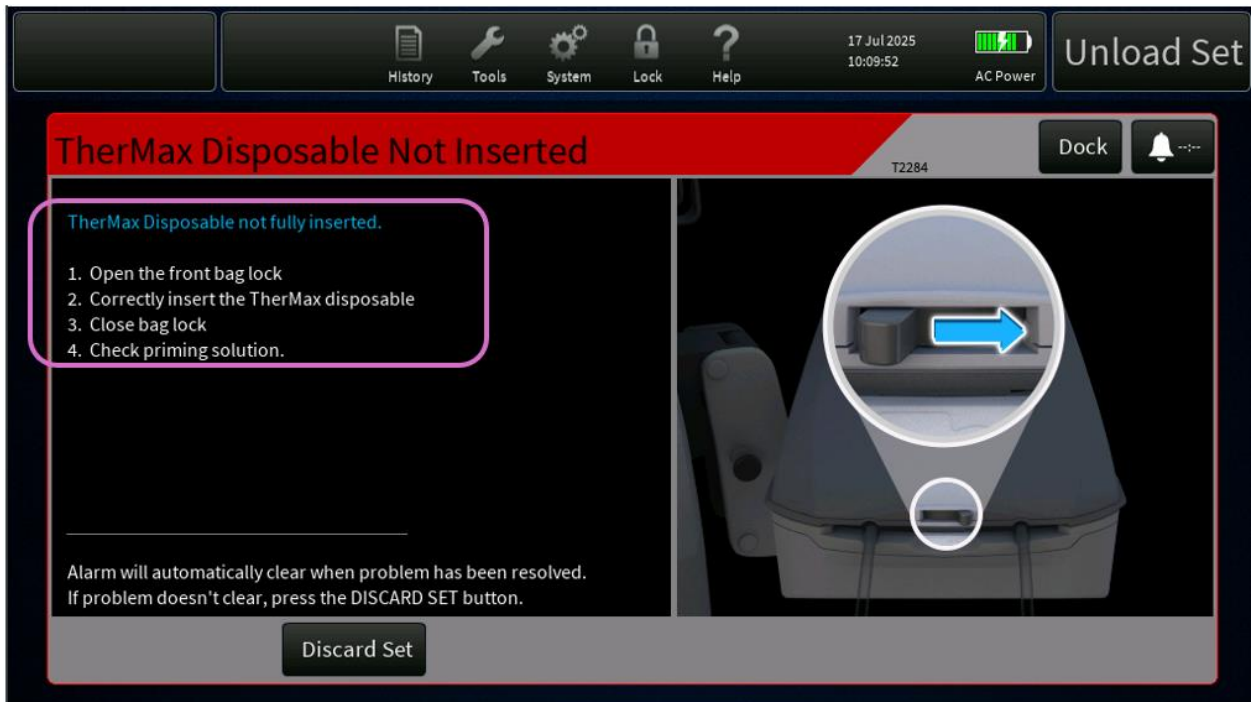 History Tools System Lock Help
17 Jul 2025
10:09:52
AC Power
Unload Set
TherMax Disposable Not Inserted
T2284
Dock
--:--
TherMax Disposable not fully inserted.
1. Open the front bag lock
2. Correctly insert the TherMax disposable
3. Close bag lock
4. Check priming solution.
Alarm will automatically clear when problem has been resolved.
If problem doesn't clear, press the DISCARD SET button.
Discard Set